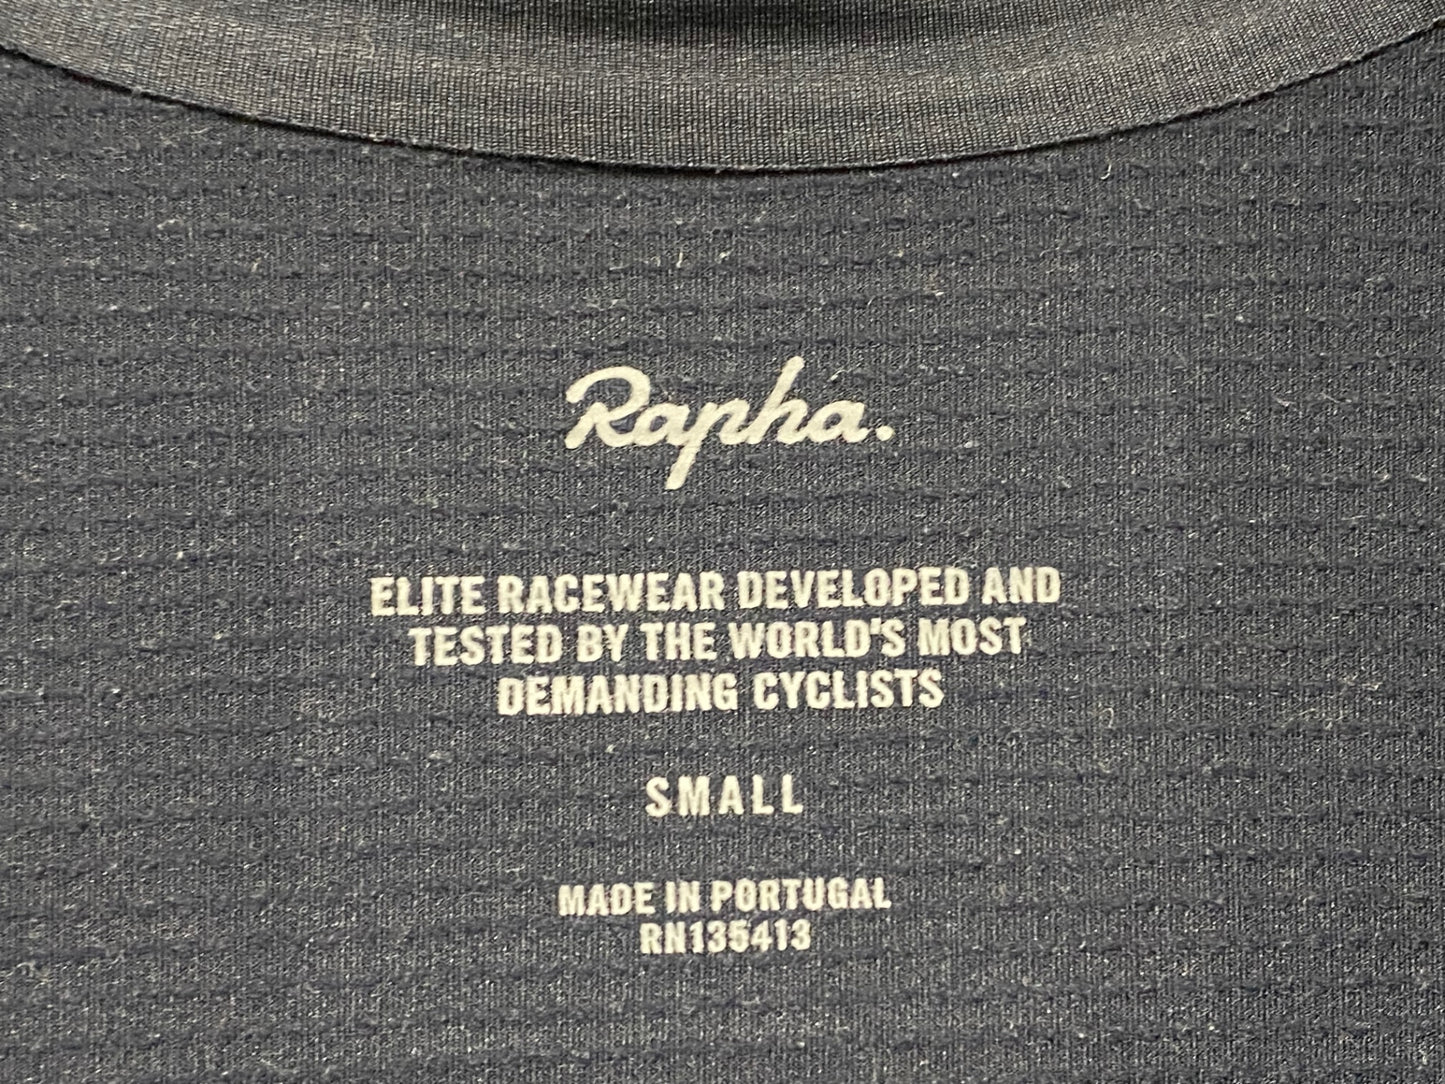 Rapha.
ELITE RACEWEAR DEVELOPED AND
TESTED BY THE WORLD'S MOST
DEMANDING CYCLISTS
SMALL
MADE IN PORTUGAL
RN135413